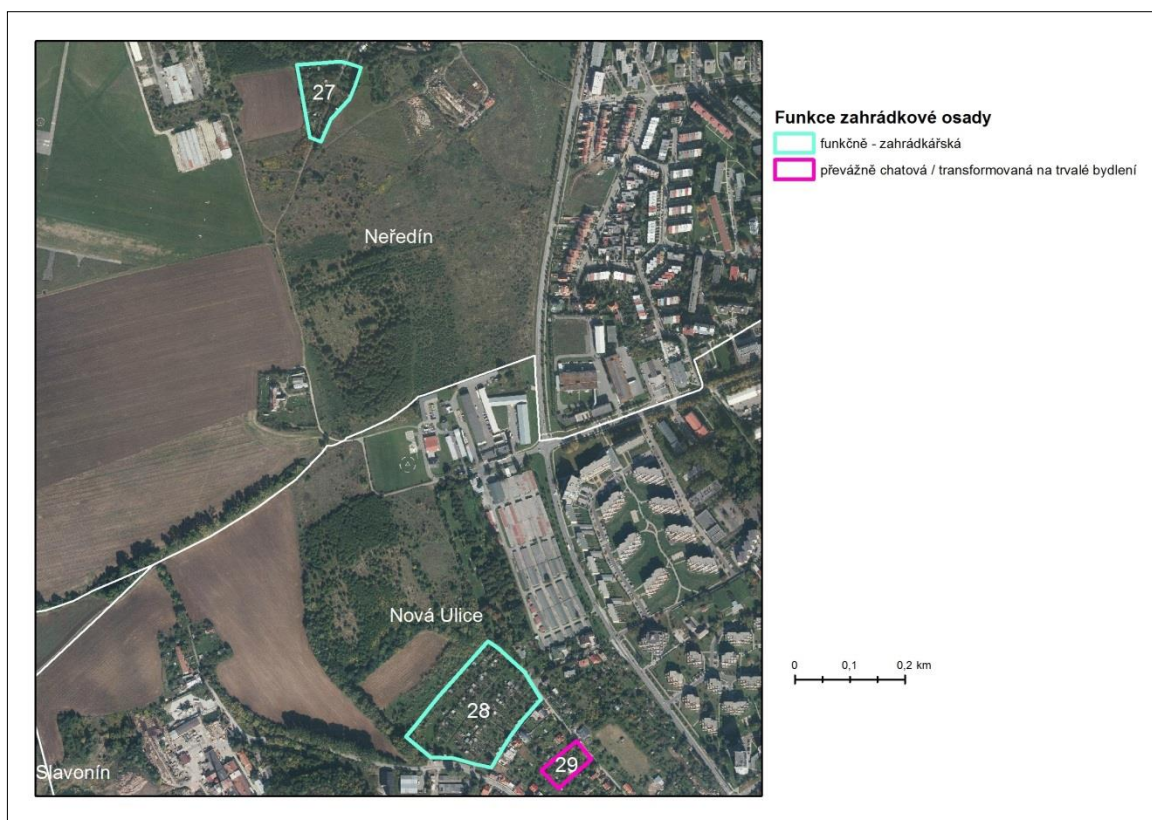 27
Neředín
Nová Ulice
28
29
Slavonín
Funkce zahrádkové osady
funkčně - zahrádkářská
převážně chatová / transformovaná na trvalé bydlení
0 0,1 0,2 km